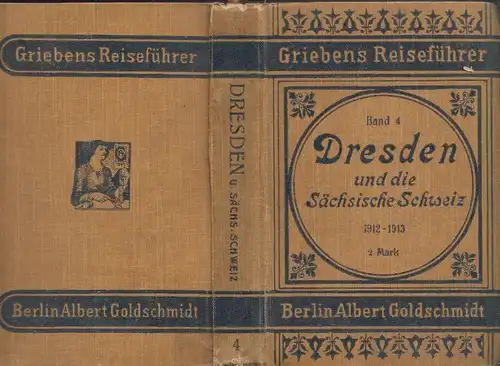 Griebens Reiseführer
G
Berlin Albert Goldschmidt
DRESDEN U. SÄCHS. SCHWEIZ
4
Griebens Reiseführer
Band 4
Dresden
und die
Sächsische Schweiz
1912-1913
2 Mark
Berlin Albert Goldschmidt